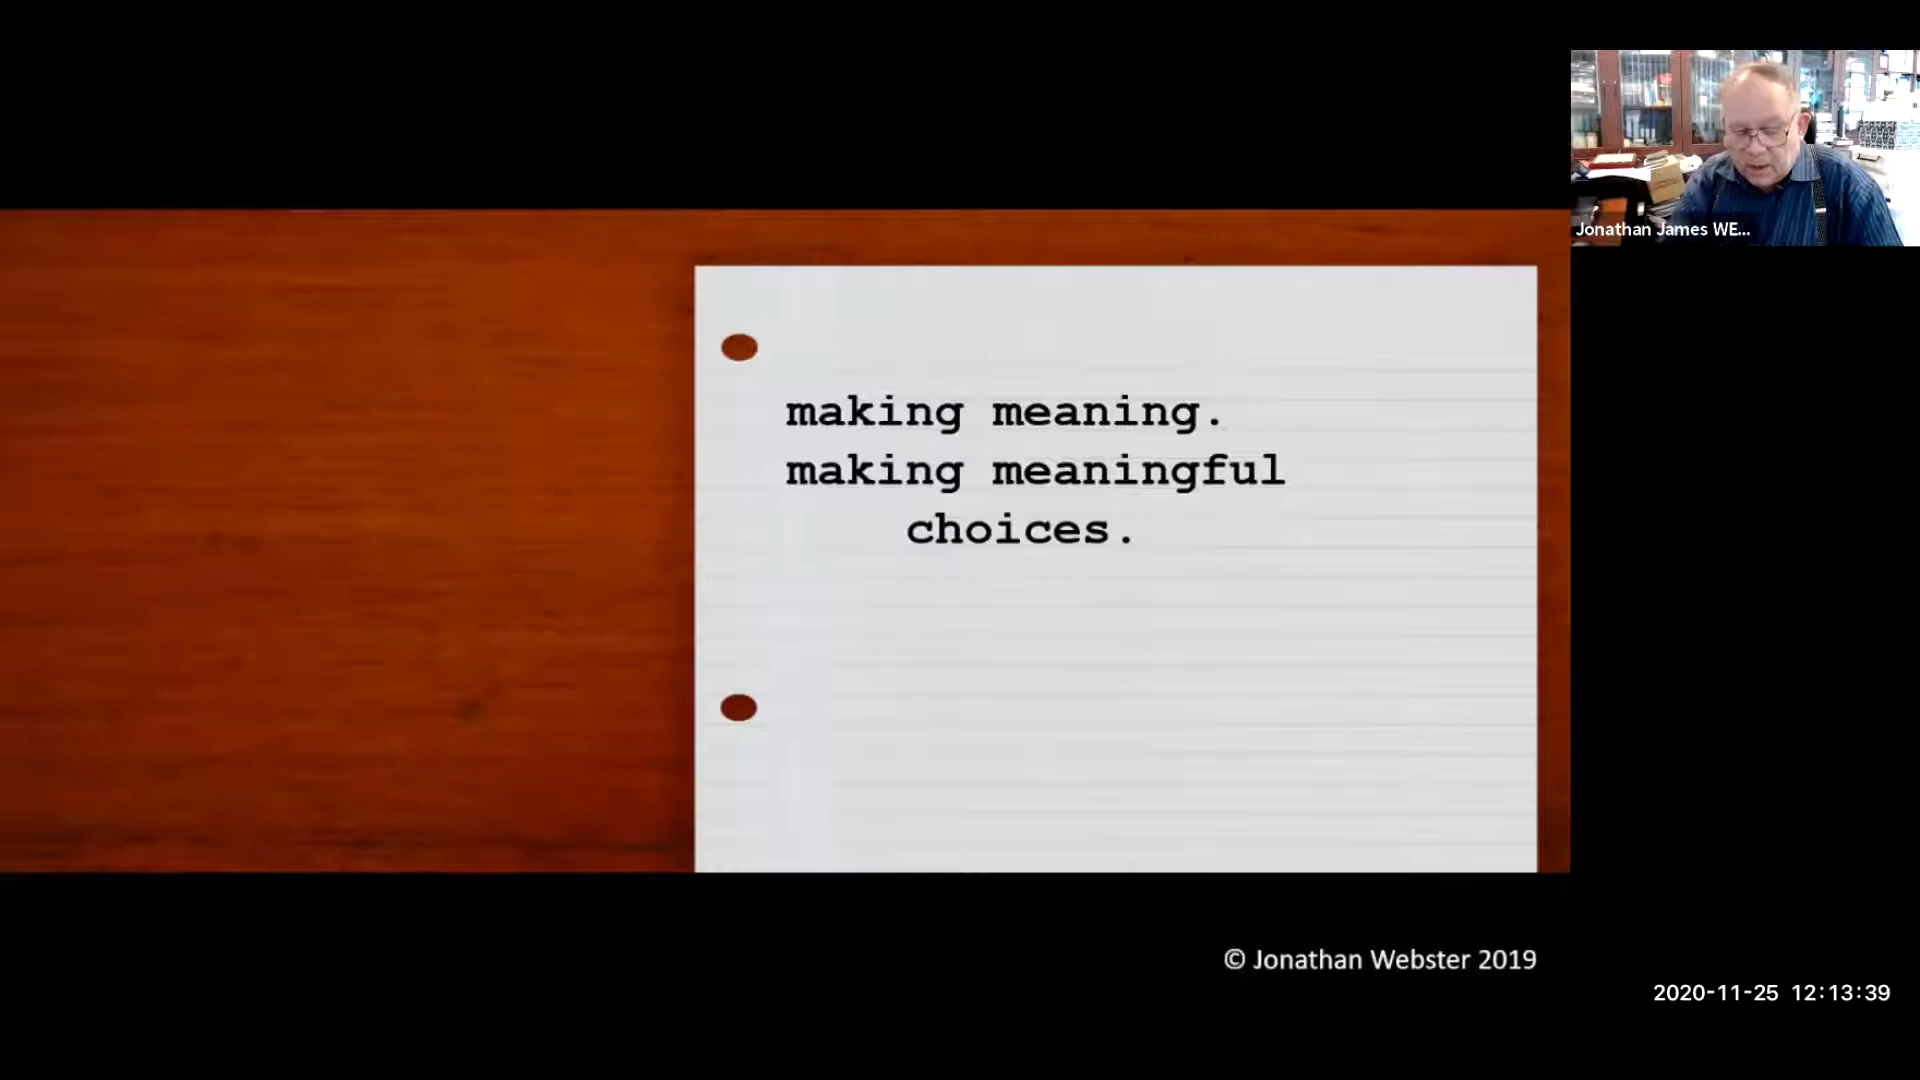 Jonathan James WE...
making meaning.
making meaningful
choices.
© Jonathan Webster 2019
2020-11-25 12:13:39